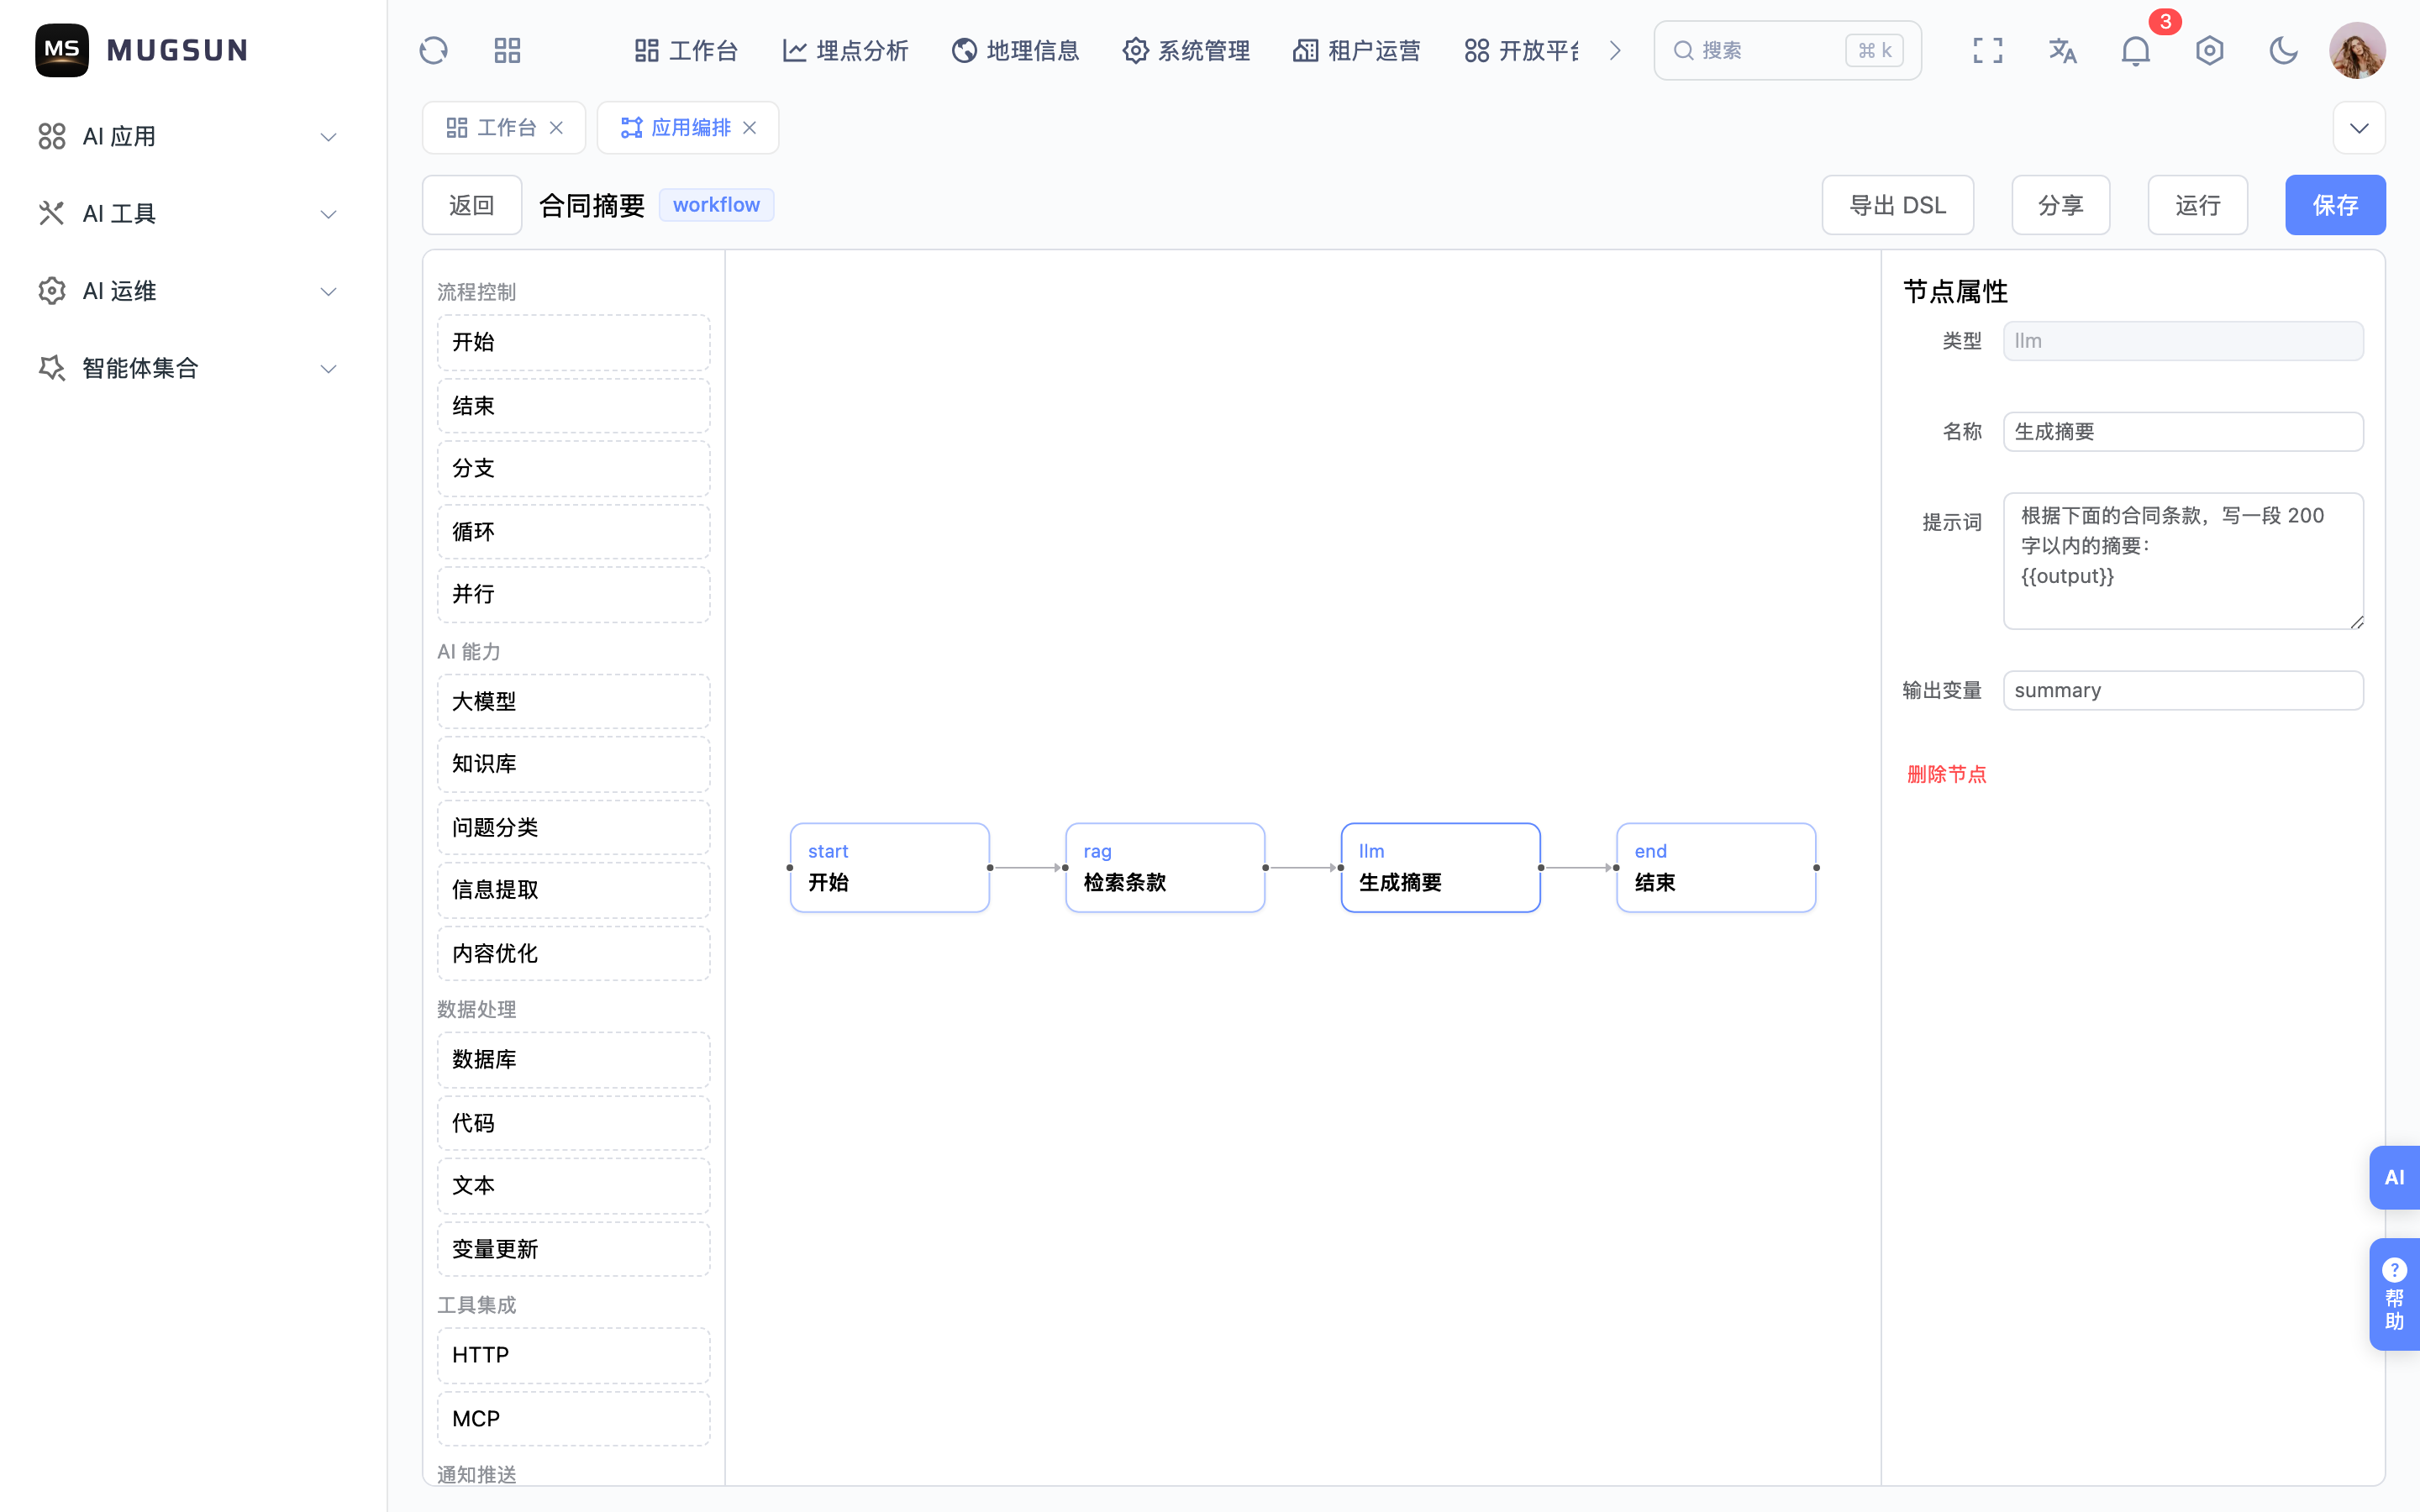 MS MUGSUN
AI 应用
AI 工具
AI 运维
智能体集合
工作台
埋点分析
地理信息
系统管理
租户运营
开放平台
搜索
⌘ k
3
工作台
应用编排
返回
合同摘要
workflow
导出 DSL
分享
运行
保存
流程控制
开始
结束
分支
循环
并行
AI 能力
大模型
知识库
问题分类
信息提取
内容优化
数据处理
数据库
代码
文本
变量更新
工具集成
HTTP
MCP
通知推送
start
开始
rag
检索条款
llm
生成摘要
end
结束
节点属性
类型
llm
名称
生成摘要
提示词
根据下面的合同条款，写一段 200
字以内的摘要：
{{output}}
输出变量
summary
删除节点
AI
?
帮
助